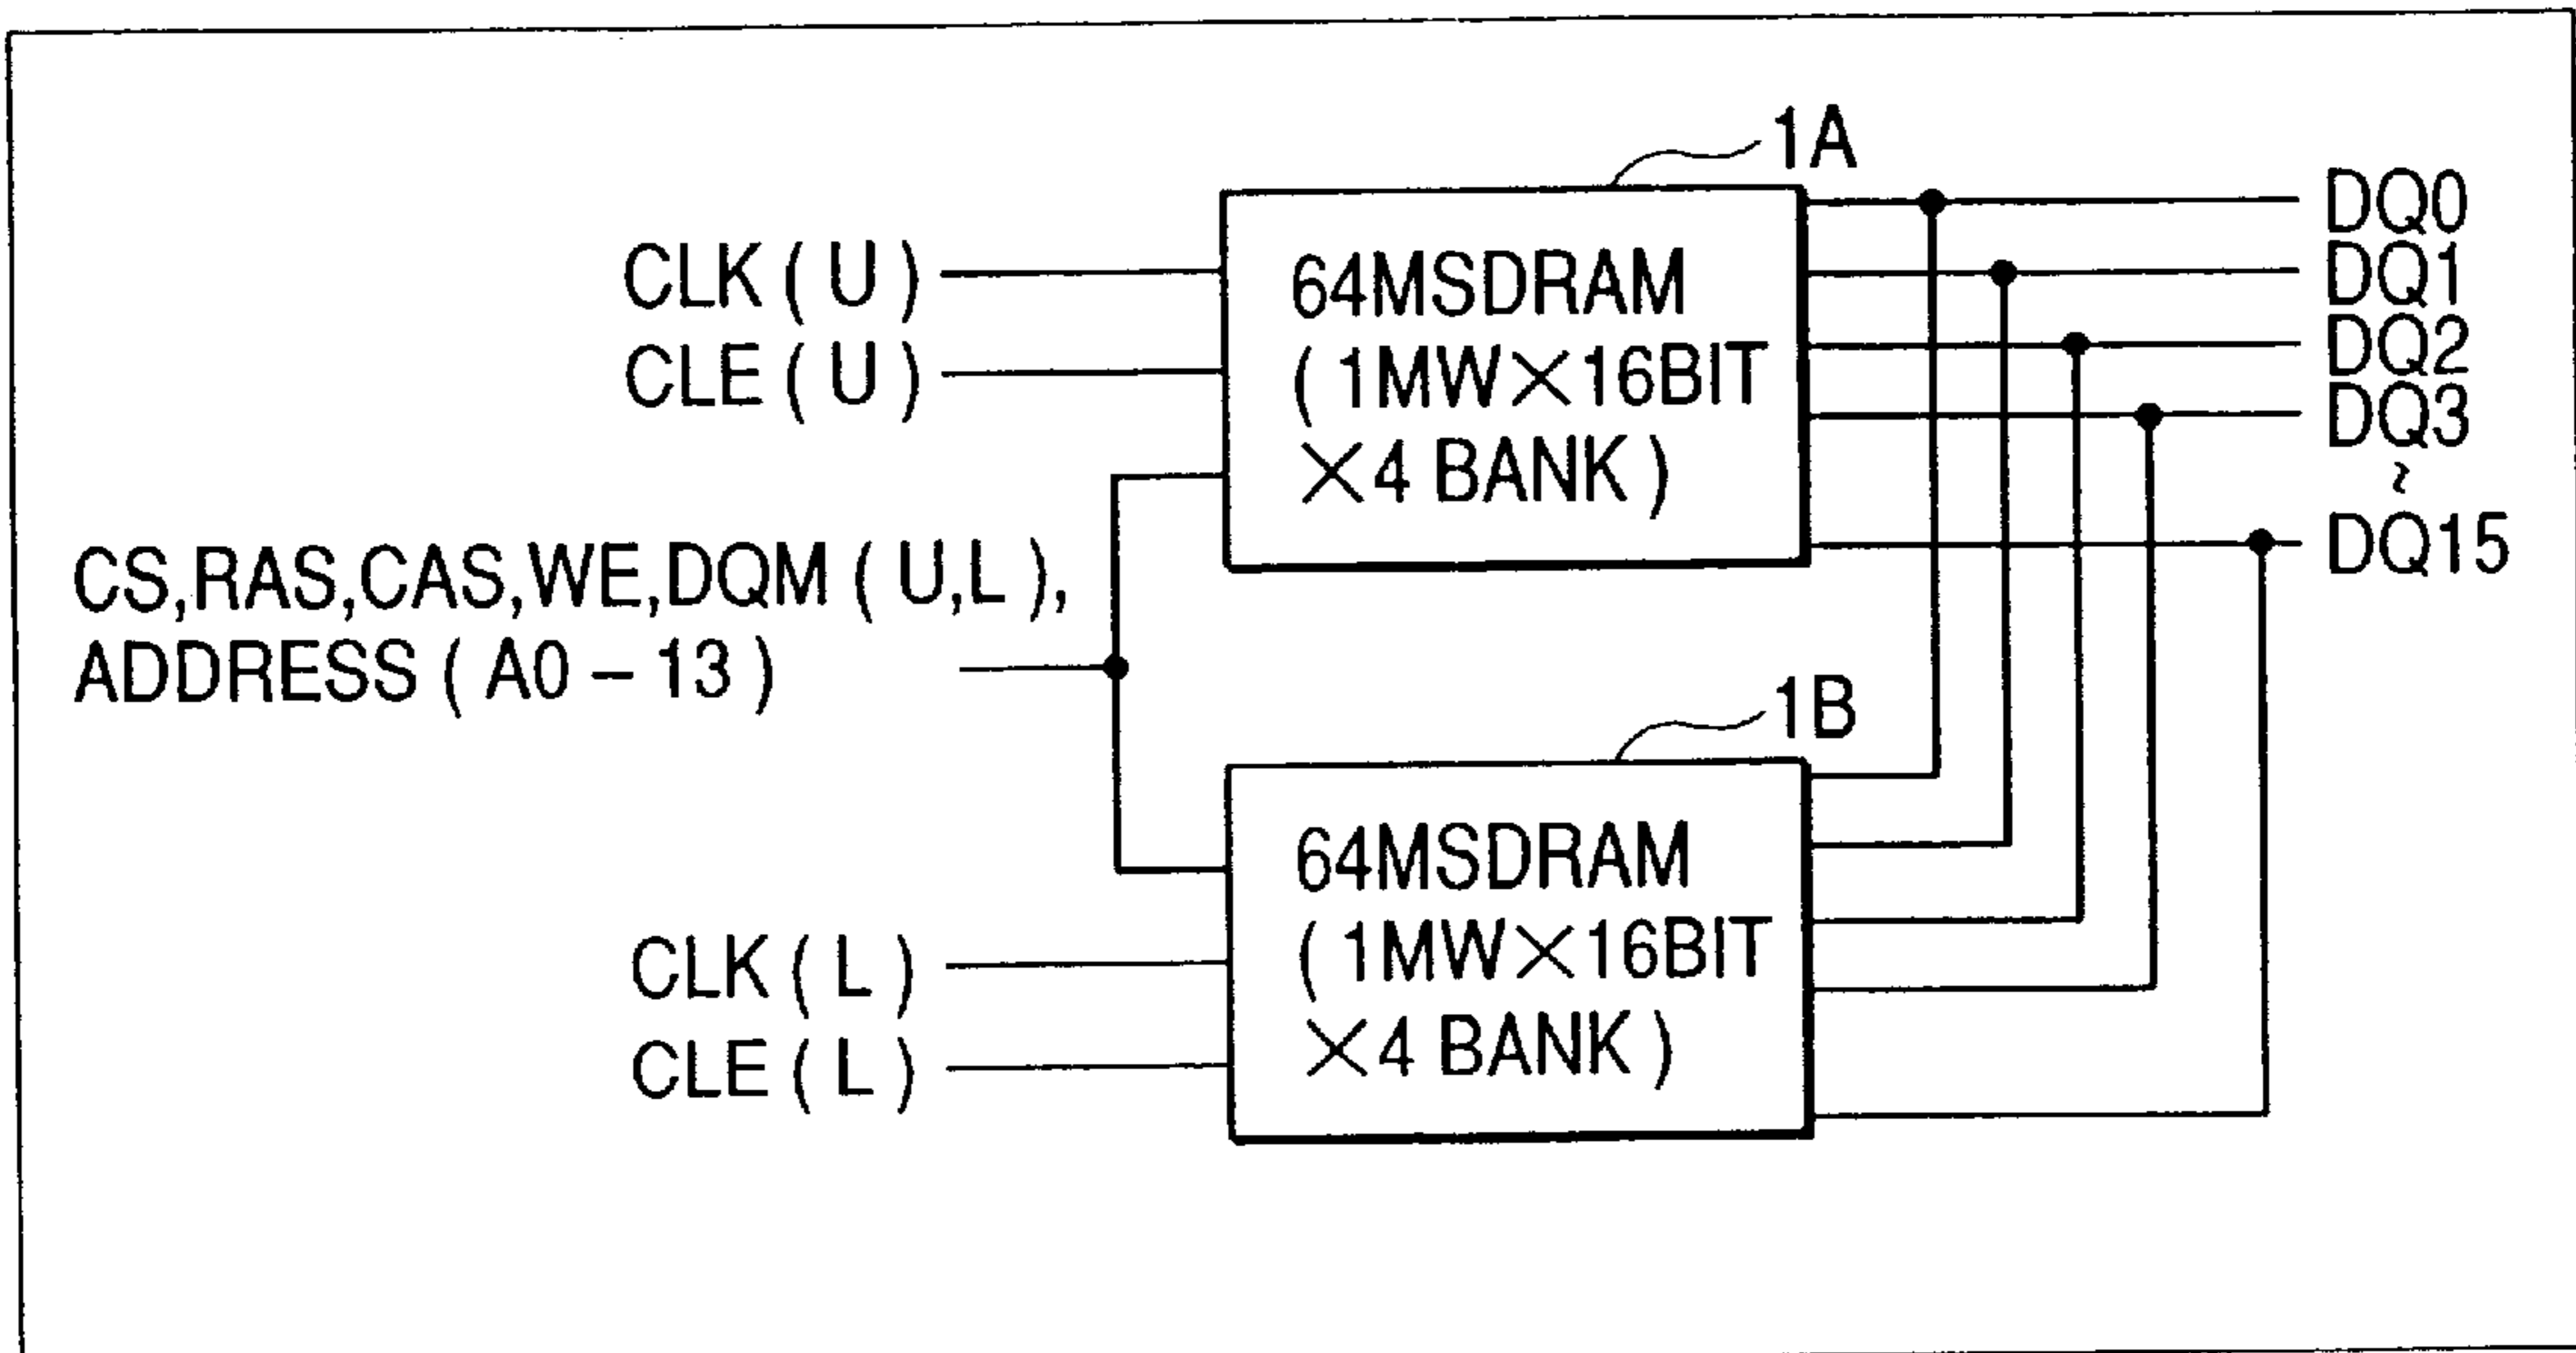 1A
CLK ( U )
CLE ( U )
64MSDRAM
( 1MW×16BIT
×4 BANK )
DQ0
DQ1
DQ2
DQ3
~
DQ15
CS,RAS,CAS,WE,DQM ( U,L ),
ADDRESS ( A0 – 13 )
1B
64MSDRAM
( 1MW×16BIT
×4 BANK )
CLK ( L )
CLE ( L )